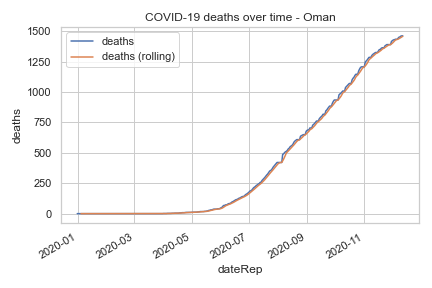 COVID-19 deaths over time - Oman
deaths
deaths (rolling)
1500
1250
1000
750
500
250
0
deaths
2020-01
2020-03
2020-05
2020-07
2020-09
2020-11
dateRep